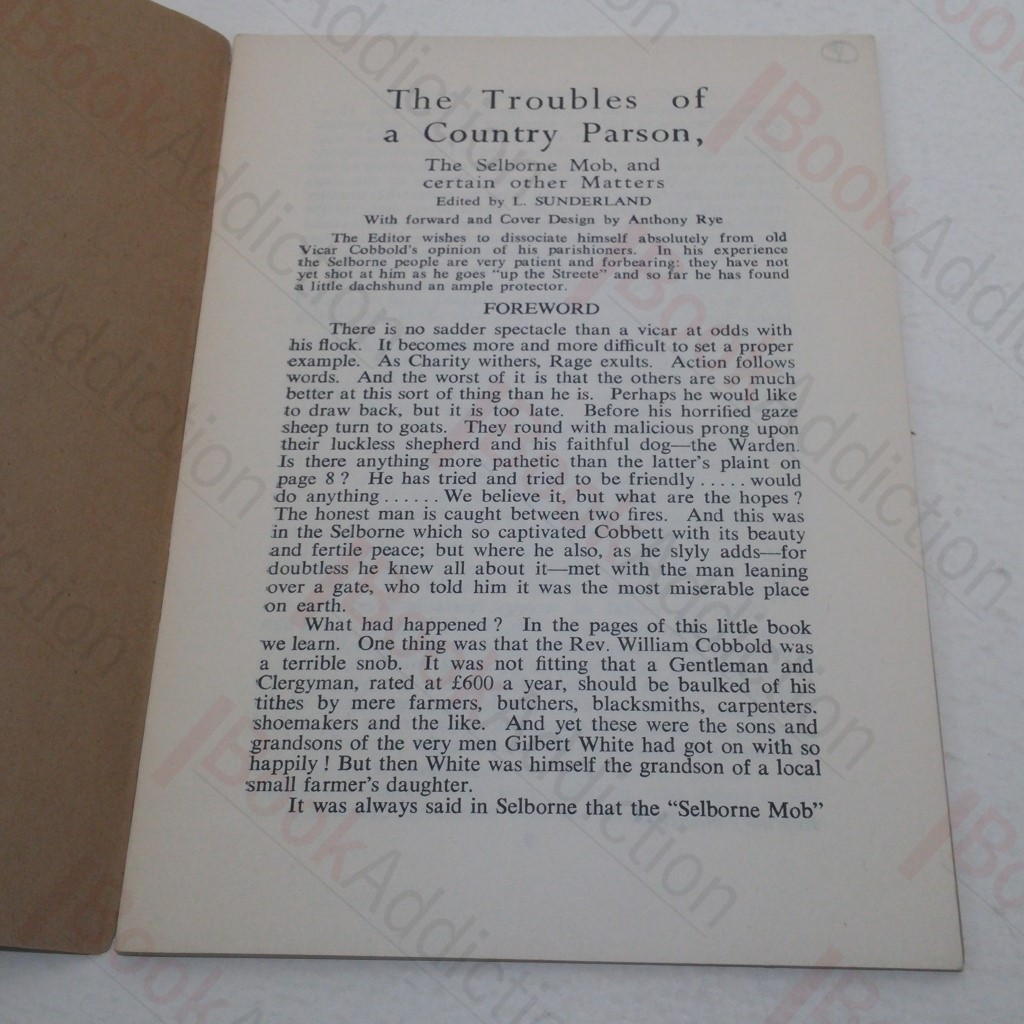 The Troubles of
a Country Parson,
The Selborne Mob, and
certain other Matters
Edited by L. SUNDERLAND
With forward and Cover Design by Anthony Rye
The Editor wishes to dissociate himself absolutely from old
Vicar Cobbold's opinion of his parishioners. In his experience
the Selborne people are very patient and forbearing: they have not
yet shot at him as he goes "up the Streete" and so far he has found
a little dachshund an ample protector.
FOREWORD
There is no sadder spectacle than a vicar at odds with
his flock. It becomes more and more difficult to set a proper
example. As Charity withers, Rage exults. Action follows
words. And the worst of it is that the others are so much
better at this sort of thing than he is. Perhaps he would like
to draw back, but it is too late. Before his horrified gaze
sheep turn to goats. They round with malicious prong upon
their luckless shepherd and his faithful dog—the Warden.
Is there anything more pathetic than the latter's plaint on
page 8? He has tried and tried to be friendly ..... would
do anything ...... We believe it, but what are the hopes?
The honest man is caught between two fires. And this was
in the Selborne which so captivated Cobbett with its beauty
and fertile peace; but where he also, as he slyly adds—for
doubtless he knew all about it—met with the man leaning
over a gate, who told him it was the most miserable place
on earth.
What had happened? In the pages of this little book
we learn. One thing was that the Rev. William Cobbold was
a terrible snob. It was not fitting that a Gentleman and
Clergyman, rated at £600 a year, should be baulked of his
tithes by mere farmers, butchers, blacksmiths, carpenters,
shoemakers and the like. And yet these were the sons and
grandsons of the very men Gilbert White had got on with so
happily! But then White was himself the grandson of a local
small farmer's daughter.
It was always said in Selborne that the "Selborne Mob"
BookAddiction